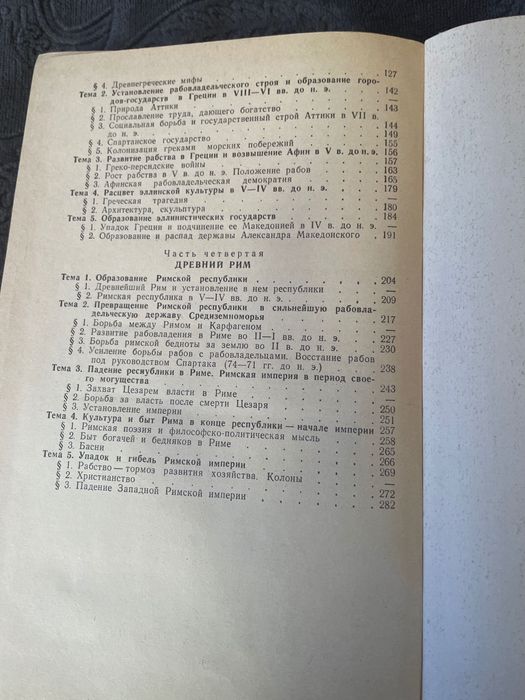 § 4. Древнегреческие мифы . . . . . . . . 127
Тема 2. Установление рабовладельческого строя и образование горо-
дов-государств в Греции в VIII—VI вв. до н. э. . 142
§ 1. Природа Аттики . . . . . . . . —
§ 2. Прославление труда, дающего богатство . . . . 143
§ 3. Социальная борьба и государственный строй Аттики в VII в.
до н. э. . . . . . . . . 144
§ 4. Спартанское государство . . . . . . . 149
§ 5. Колонизация греками морских побережий . . . . 155
Тема 3. Развитие рабства в Греции и возвышение Афин в V в. до н. э. 156
§ 1. Греко-персидские войны . . . . . . . 157
§ 2. Рост рабства в V в. до н. э. Положение рабов . . . 163
§ 3. Афинская рабовладельческая демократия . . . . 165
Тема 4. Расцвет эллинской культуры в V—IV вв. до н. э. . 179
§ 1. Греческая трагедия . . . . . . . —
§ 2. Архитектура, скульптура . . . . . . . 180
Тема 5. Образование эллинистических государств . . . . 184
§ 1. Упадок Греции и подчинение ее Македонией в IV в. до н. э. . —
§ 2. Образование и распад державы Александра Македонского . 191
Часть четвертая
ДРЕВНИЙ РИМ
Тема 1. Образование Римской республики . . . . . . 204
§ 1. Древнейший Рим и установление в нем республики . . . —
§ 2. Римская республика в V—IV вв. до н. э. . . . . . 209
Тема 2. Превращение Римской республики в сильнейшую рабовла-
дельческую державу Средиземноморья . . . . 217
§ 1. Борьба между Римом и Карфагеном . . . . . —
§ 2. Развитие рабовладения в Риме во II—I вв. до н. э. . . 227
§ 3. Борьба римской бедноты за землю во II в. до н. э. . . 230
§ 4. Усиление борьбы рабов с рабовладельцами. Восстание рабов
под руководством Спартака (74—71 гг. до н. э.) . . . 238
Тема 3. Падение республики в Риме. Римская империя в период свое-
го могущества . . . . . . . . 243
§ 1. Захват Цезарем власти в Риме . . . . . . —
§ 2. Борьба за власть после смерти Цезаря . . . . . 250
§ 3. Установление империи . . . . . . . 251
Тема 4. Культура и быт Рима в конце республики — начале империи 257
§ 1. Римская поэзия и философско-политическая мысль . . . —
§ 2. Быт богачей и бедняков в Риме . . . . . . 258
§ 3. Басни . . . . . . . . . 265
Тема 5. Упадок и гибель Римской империи . . . . . 266
§ 1. Рабство — тормоз развития хозяйства. Колоны . . . 269
§ 2. Христианство . . . . . . . . —
§ 3. Падение Западной Римской империи . . . . . 272
282